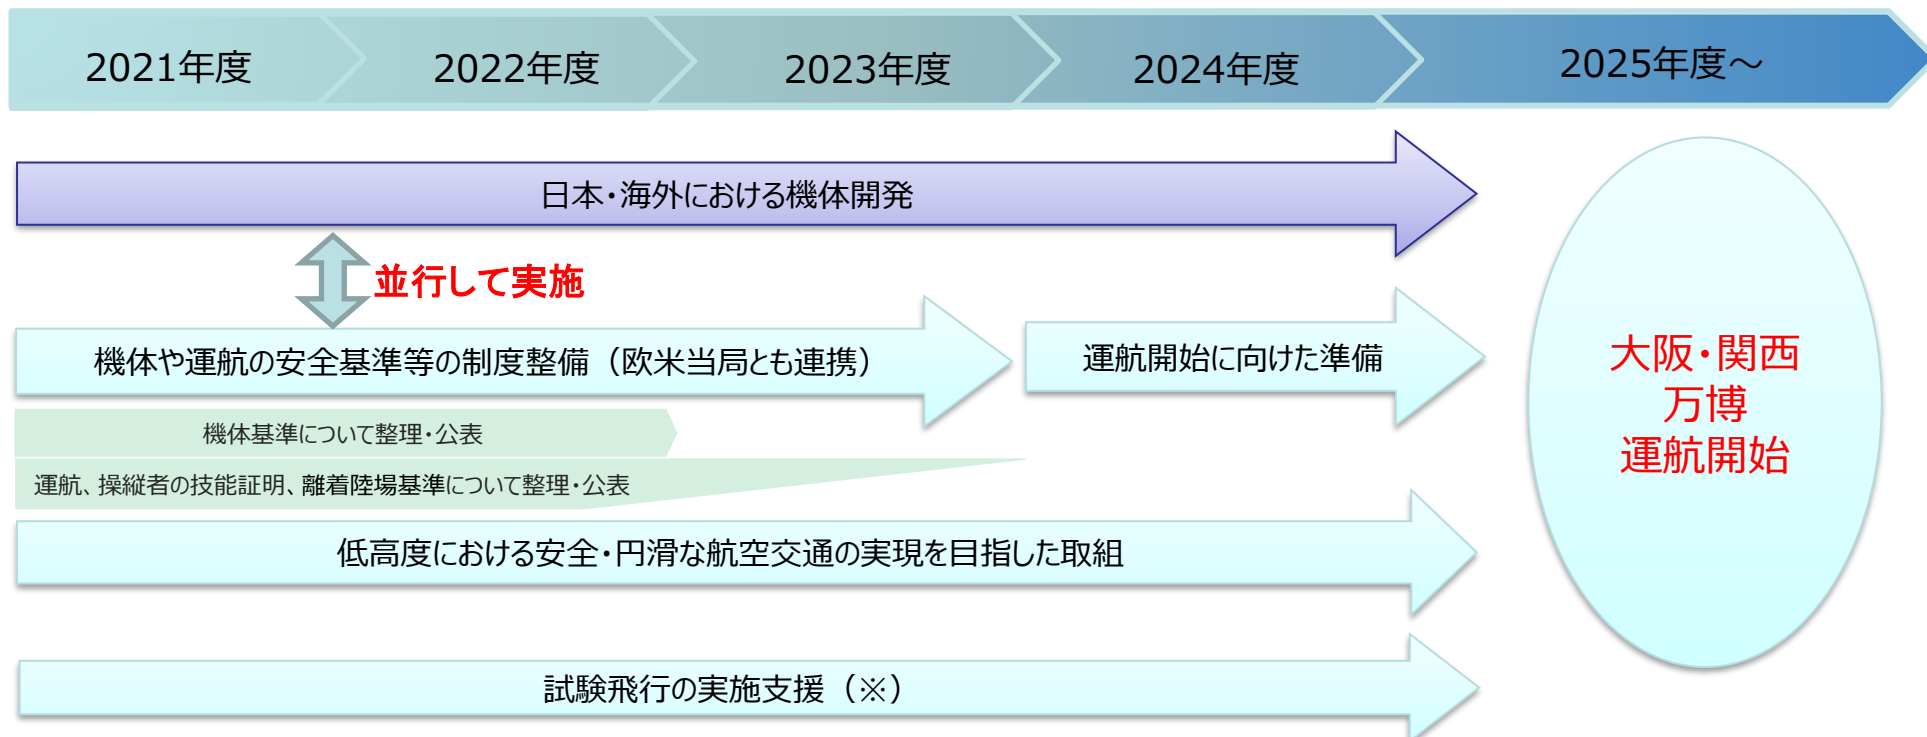 2021年度
2022年度
2023年度
2024年度
2025年度～
日本・海外における機体開発
並行して実施
機体や運航の安全基準等の制度整備（欧米当局とも連携）
運航開始に向けた準備
機体基準について整理・公表
運航、操縦者の技能証明、離着陸場基準について整理・公表
低高度における安全・円滑な航空交通の実現を目指した取組
試験飛行の実施支援（※）
大阪・関西
万博
運航開始